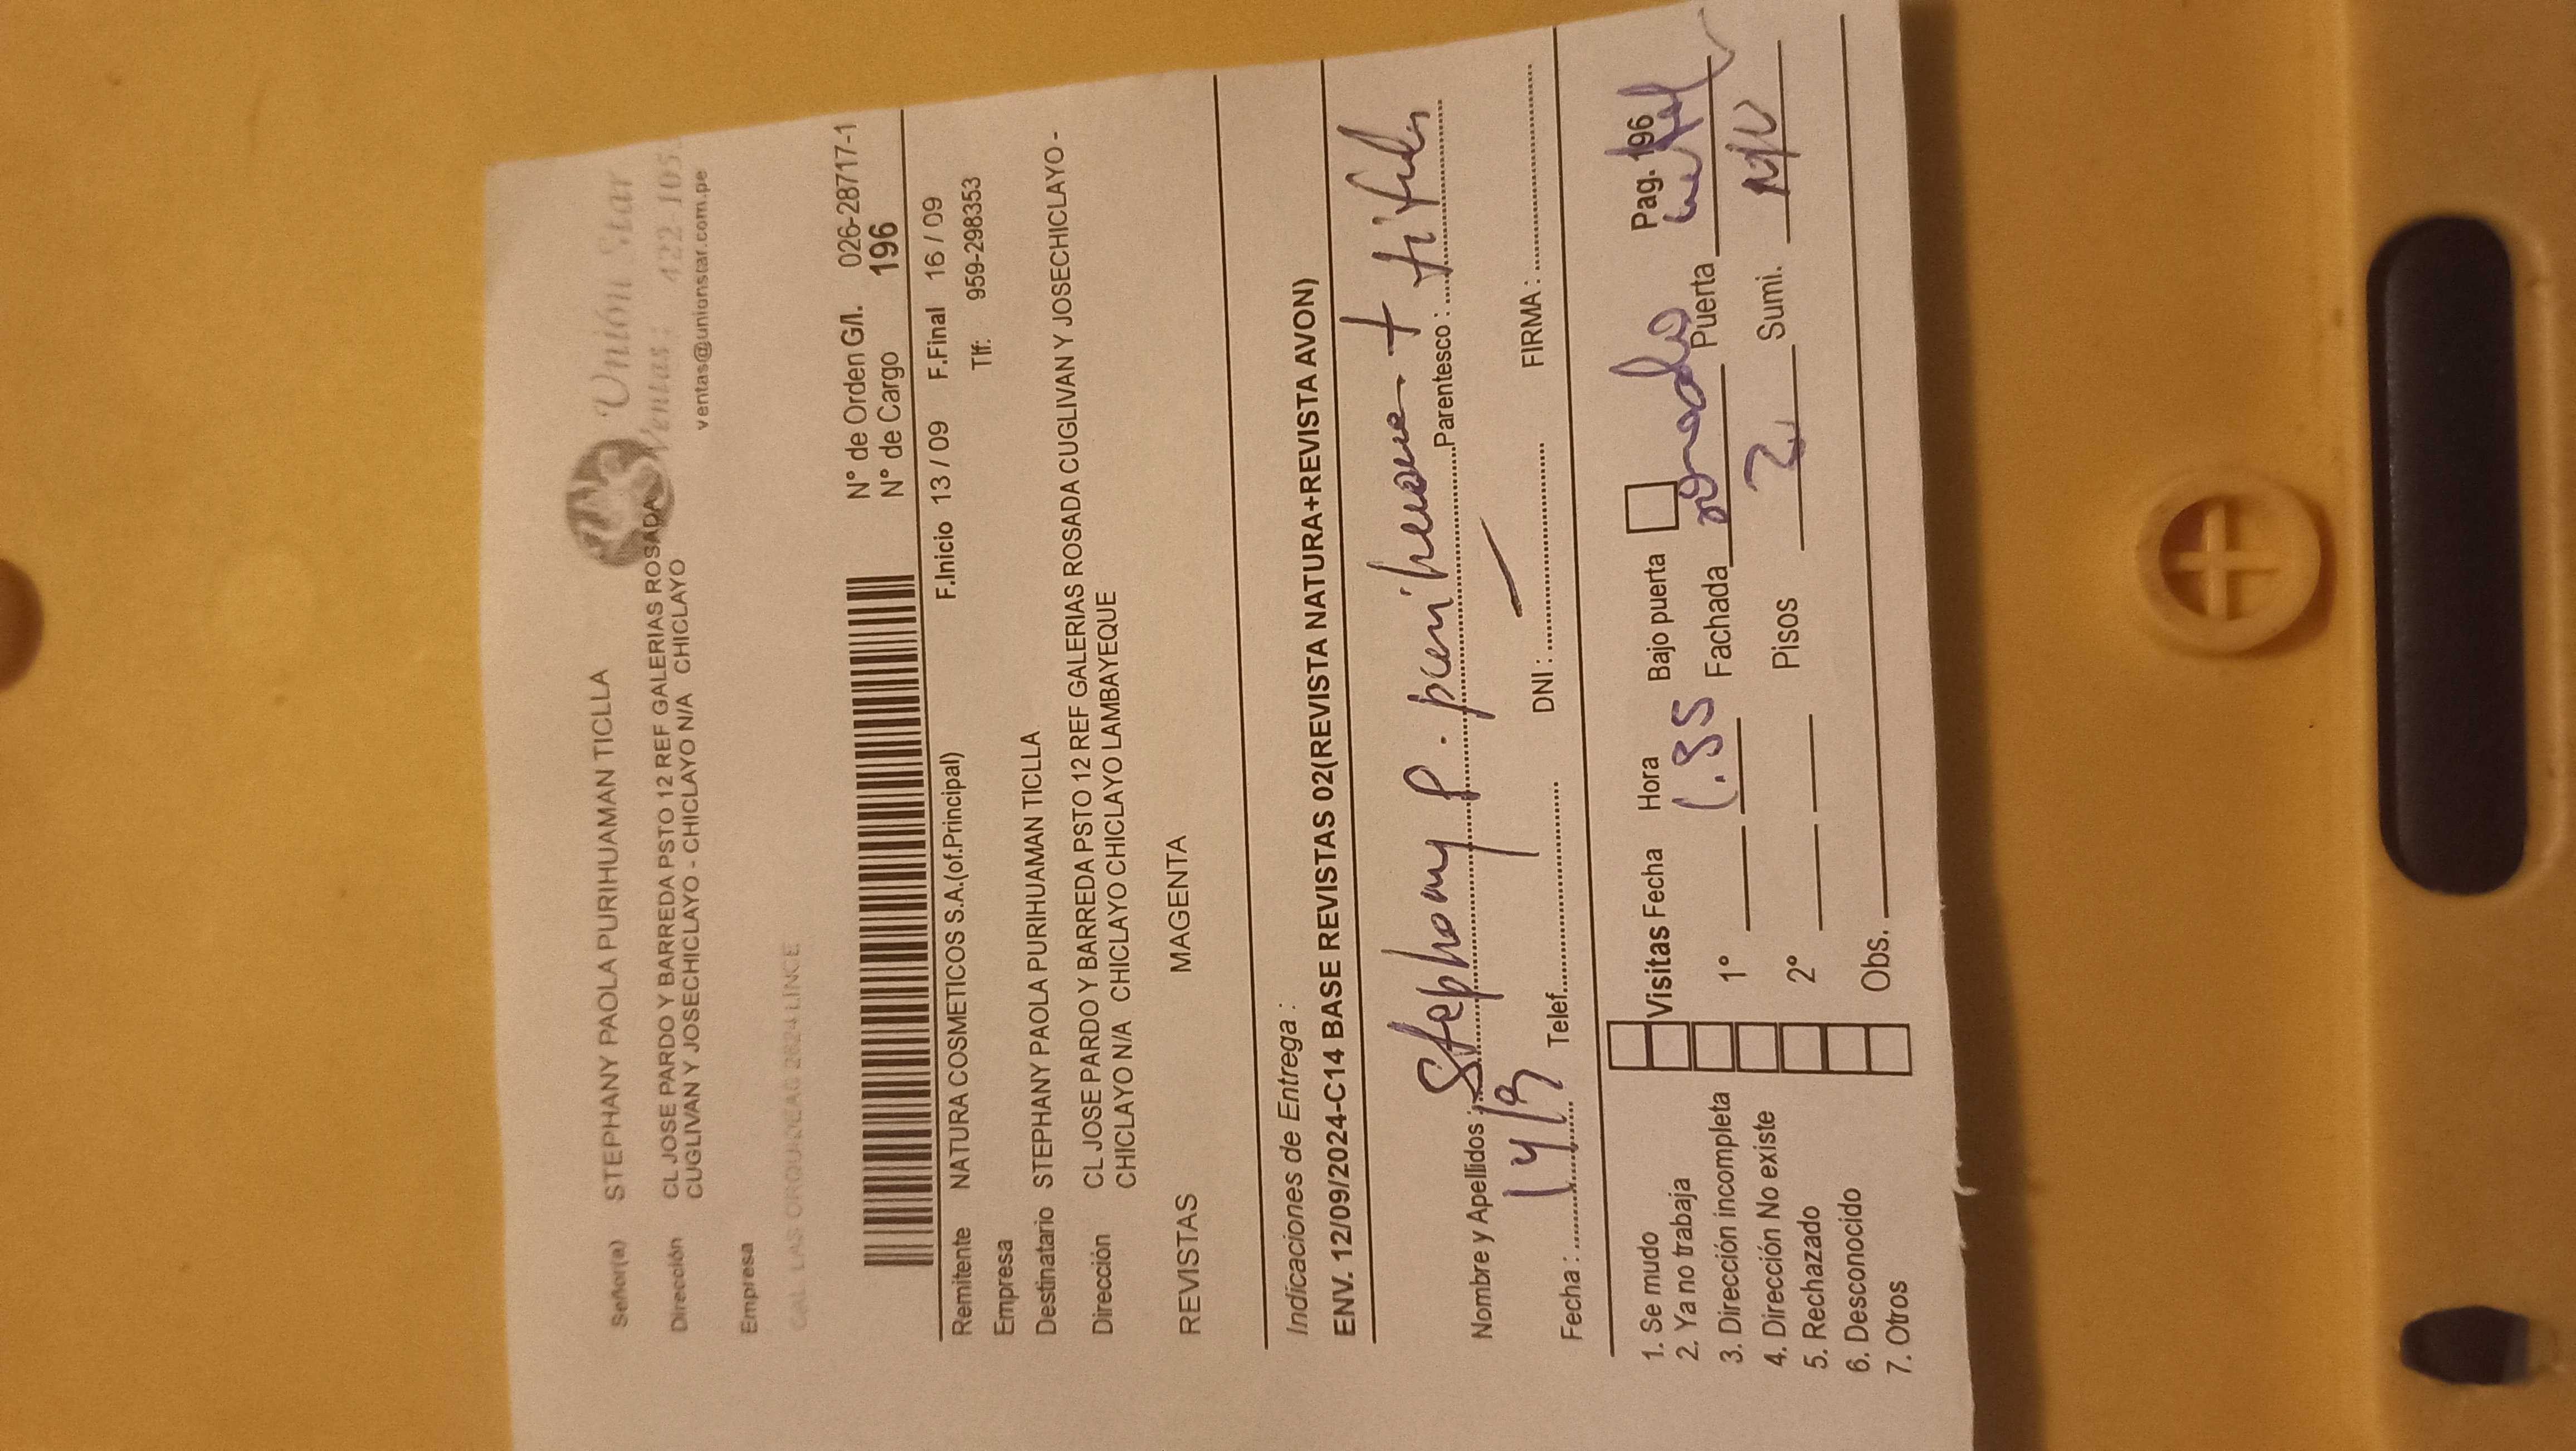 Señor(a) STEPHANY PAOLA PURIHUAMAN TICLLA
Unión Star
Dirección CL JOSE PARDO Y BARREDA PSTO 12 REF GALERIAS ROSADA
Ventas: 422-105
CUGLIVAN Y JOSECHICLAYO - CHICLAYO N/A CHICLAYO
ventas@unionstar.com.pe
Empresa
LINCE
N° de Orden G/I. 026-28717-1
N° de Cargo 196
F.Inicio 13 / 09 F.Final 16 / 09
Remitente NATURA COSMETICOS S.A.(of.Principal)
Tlf: 959-298353
Empresa
Destinatario STEPHANY PAOLA PURIHUAMAN TICLLA
Dirección CL JOSE PARDO Y BARREDA PSTO 12 REF GALERIAS ROSADA CUGLIVAN Y JOSECHICLAYO -
CHICLAYO N/A CHICLAYO CHICLAYO LAMBAYEQUE
REVISTAS MAGENTA
Indicaciones de Entrega :
ENV. 12/09/2024-C14 BASE REVISTAS 02(REVISTA NATURA+REVISTA AVON)
Nombre y Apellidos : Stephany P. Parentesco :
Fecha : 14/9 Telef. DNI : FIRMA :
1. Se mudo
2. Ya no trabaja
3. Dirección incompleta
4. Dirección No existe
5. Rechazado
6. Desconocido
7. Otros
Visitas Fecha Hora Bajo puerta Pag. 196
1° 1.55 Fachada Puerta
2° Pisos 2 Sumi.
Obs.